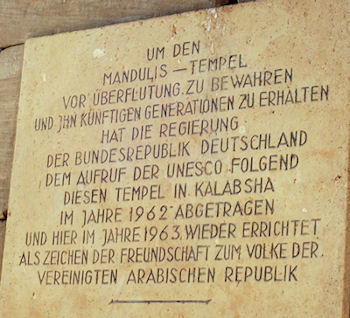 UM DEN
MANDULIS — TEMPEL
VOR ÜBERFLUTUNG ZU BEWAHREN
UND JHN KÜNFTIGEN GENERATIONEN ZU ERHALTEN
HAT DIE REGIERUNG
DER BUNDESREPUBLIK DEUTSCHLAND
DEM AUFRUF DER UNESCO FOLGEND
DIESEN TEMPEL IN KALABSHA
IM JAHRE 1962 ABGETRAGEN
UND HIER IM JAHRE 1963 WIEDER ERRICHTET
ALS ZEICHEN DER FREUNDSCHAFT ZUM VOLKE DER
VEREINIGTEN ARABISCHEN REPUBLIK